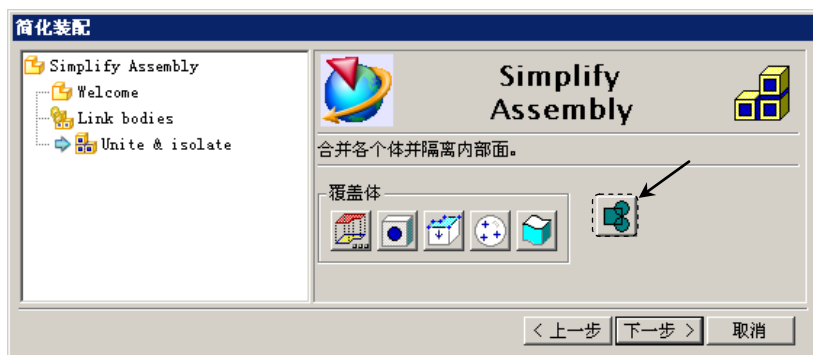 简化装配
Simplify Assembly
Welcome
Link bodies
Unite & isolate
Simplify
Assembly
合并各个体并隔离内部面。
覆盖体
< 上一步
下一步 >
取消